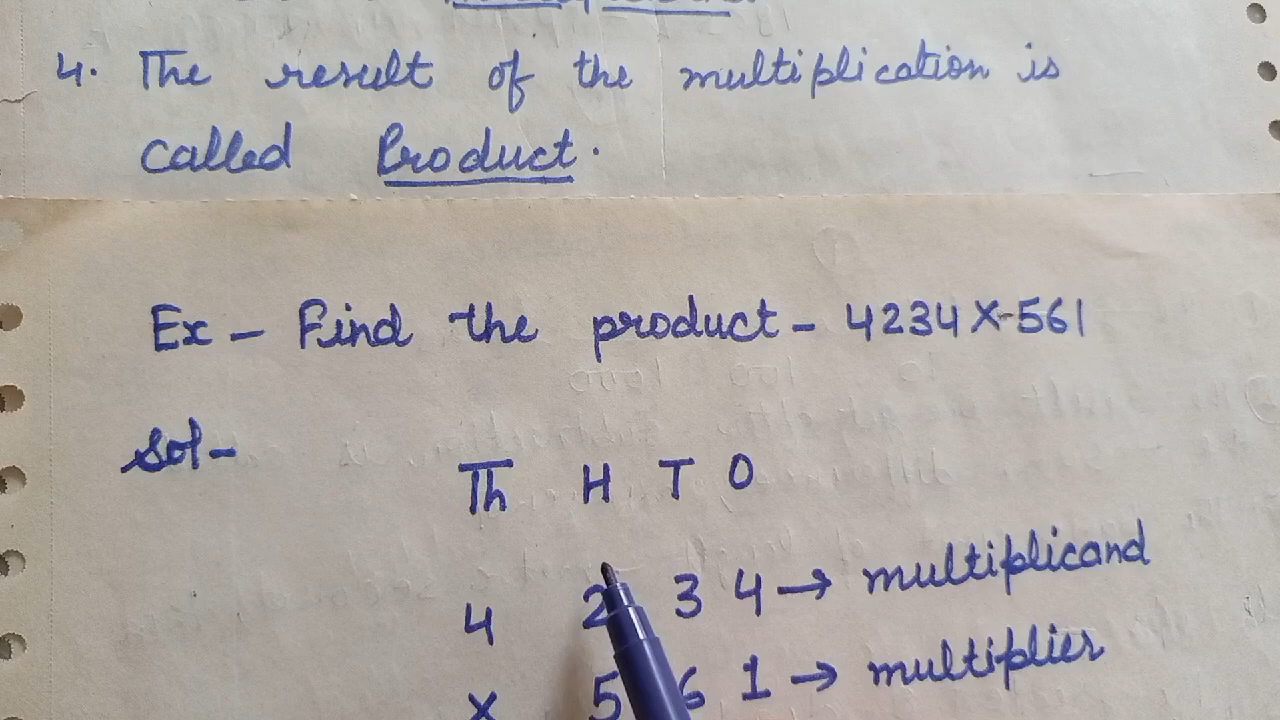 4. The result of the multiplication is
called Product.
Ex - Find the product - 4234 X 561
Sol-
Th H T O
4 2 3 4 → multiplicand
x 5 6 1 → multiplier